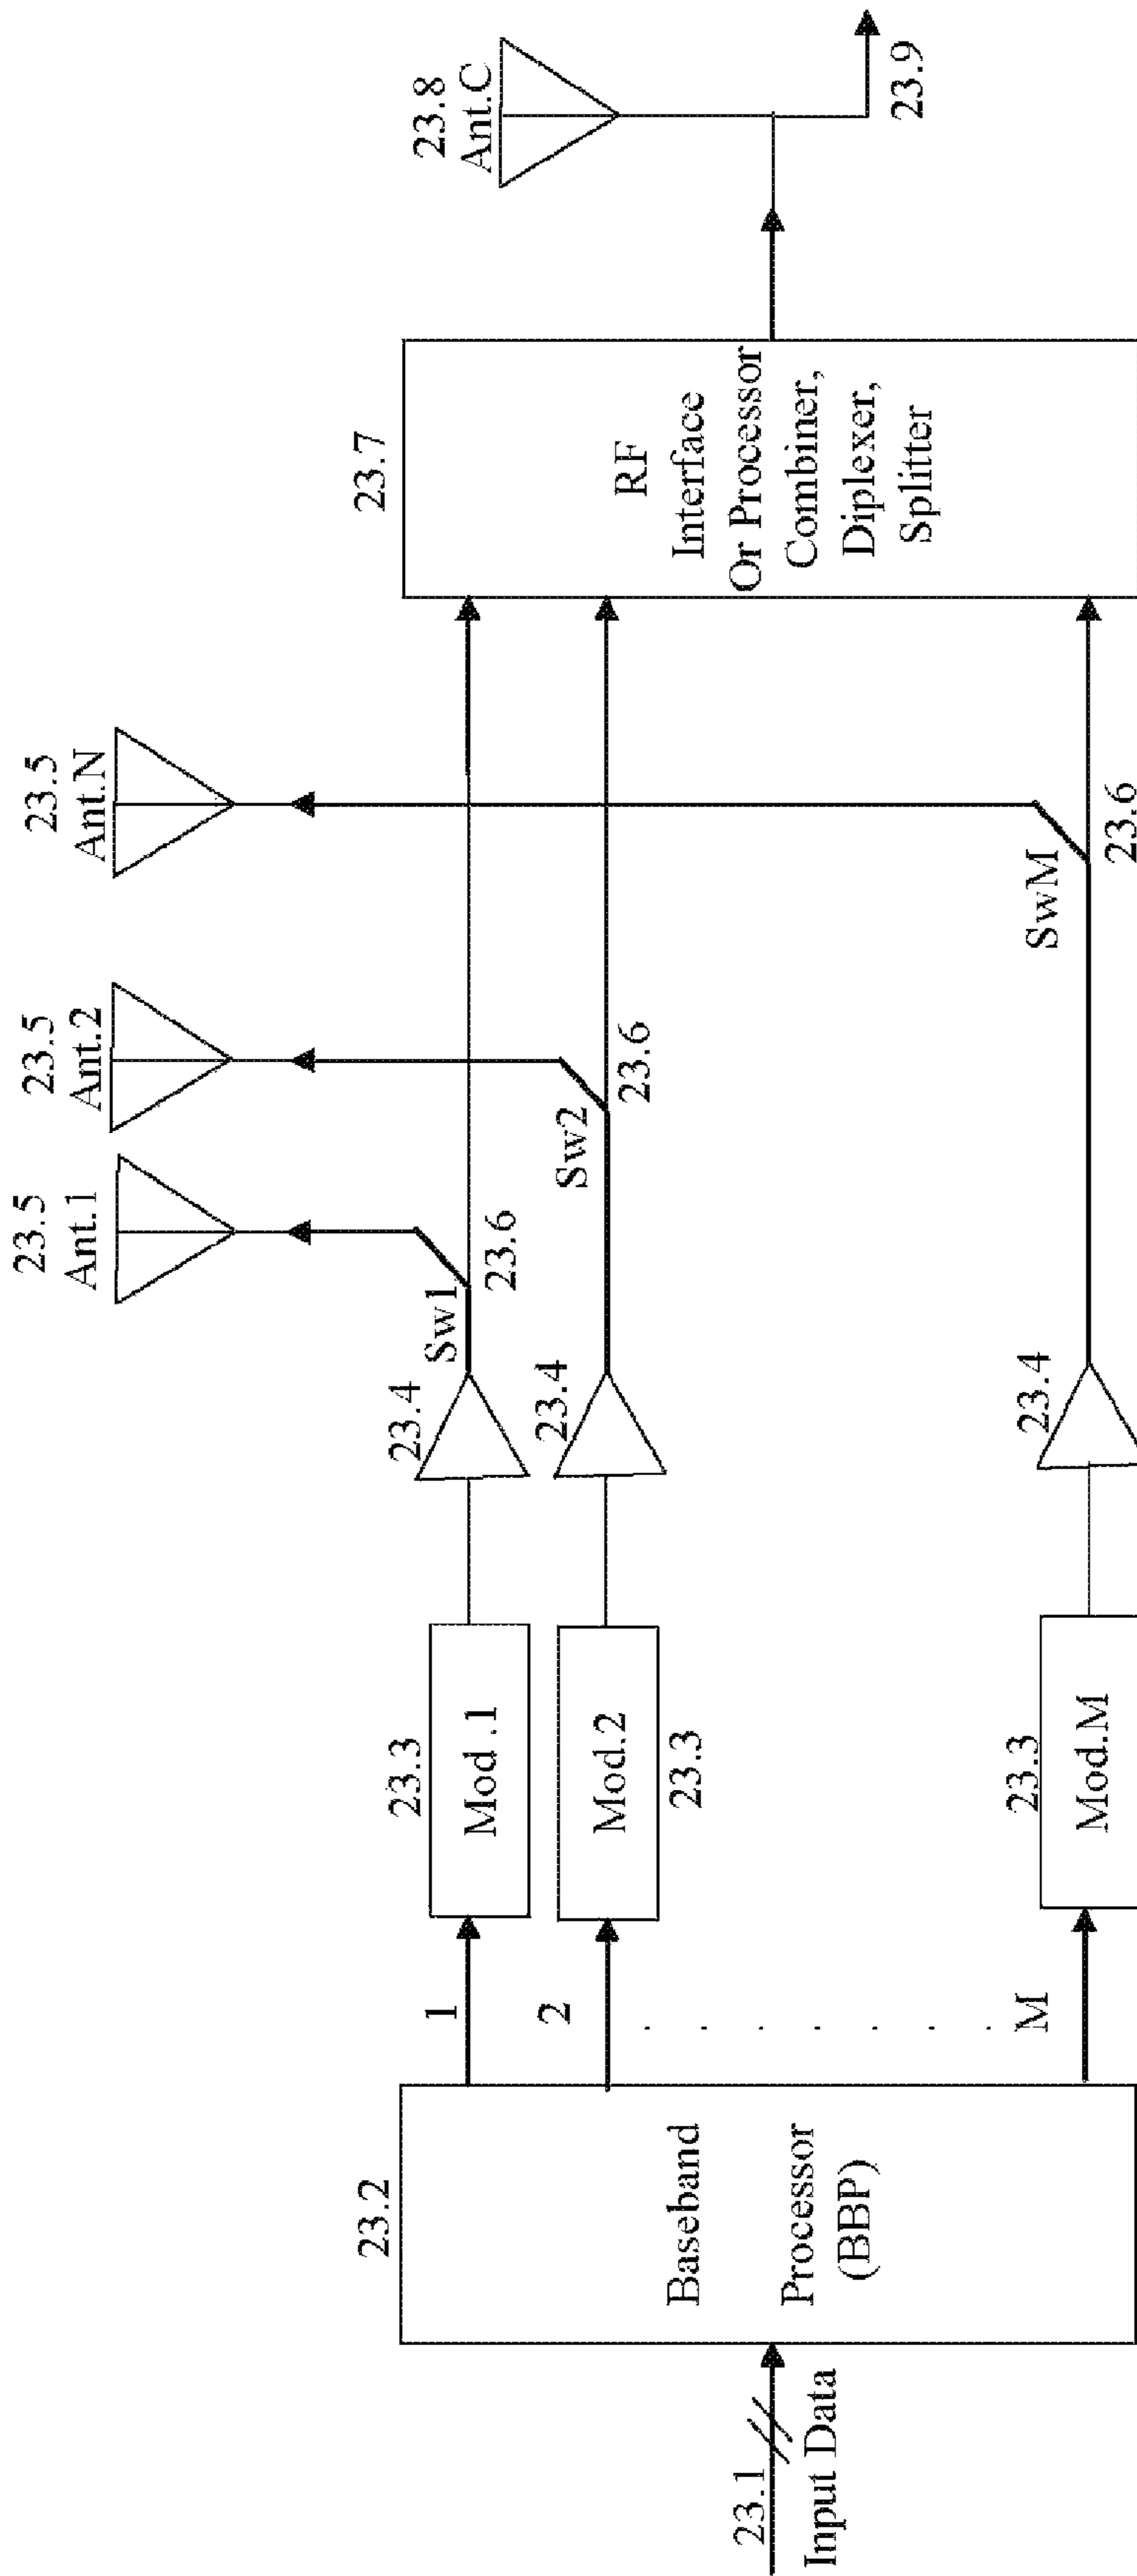 23.1
Input Data
23.2
Baseband
Processor
(BBP)
1
2
. . . . . . .
M
23.3
Mod .1
Mod.2
23.3
23.3
Mod.M
23.4
23.4
23.4
Sw1
23.6
Sw2
23.6
SwM
23.6
23.5
Ant.1
23.5
Ant.2
23.5
Ant.N
23.7
RF
Interface
Or Processor
Combiner,
Diplexer,
Splitter
23.8
Ant.C
23.9